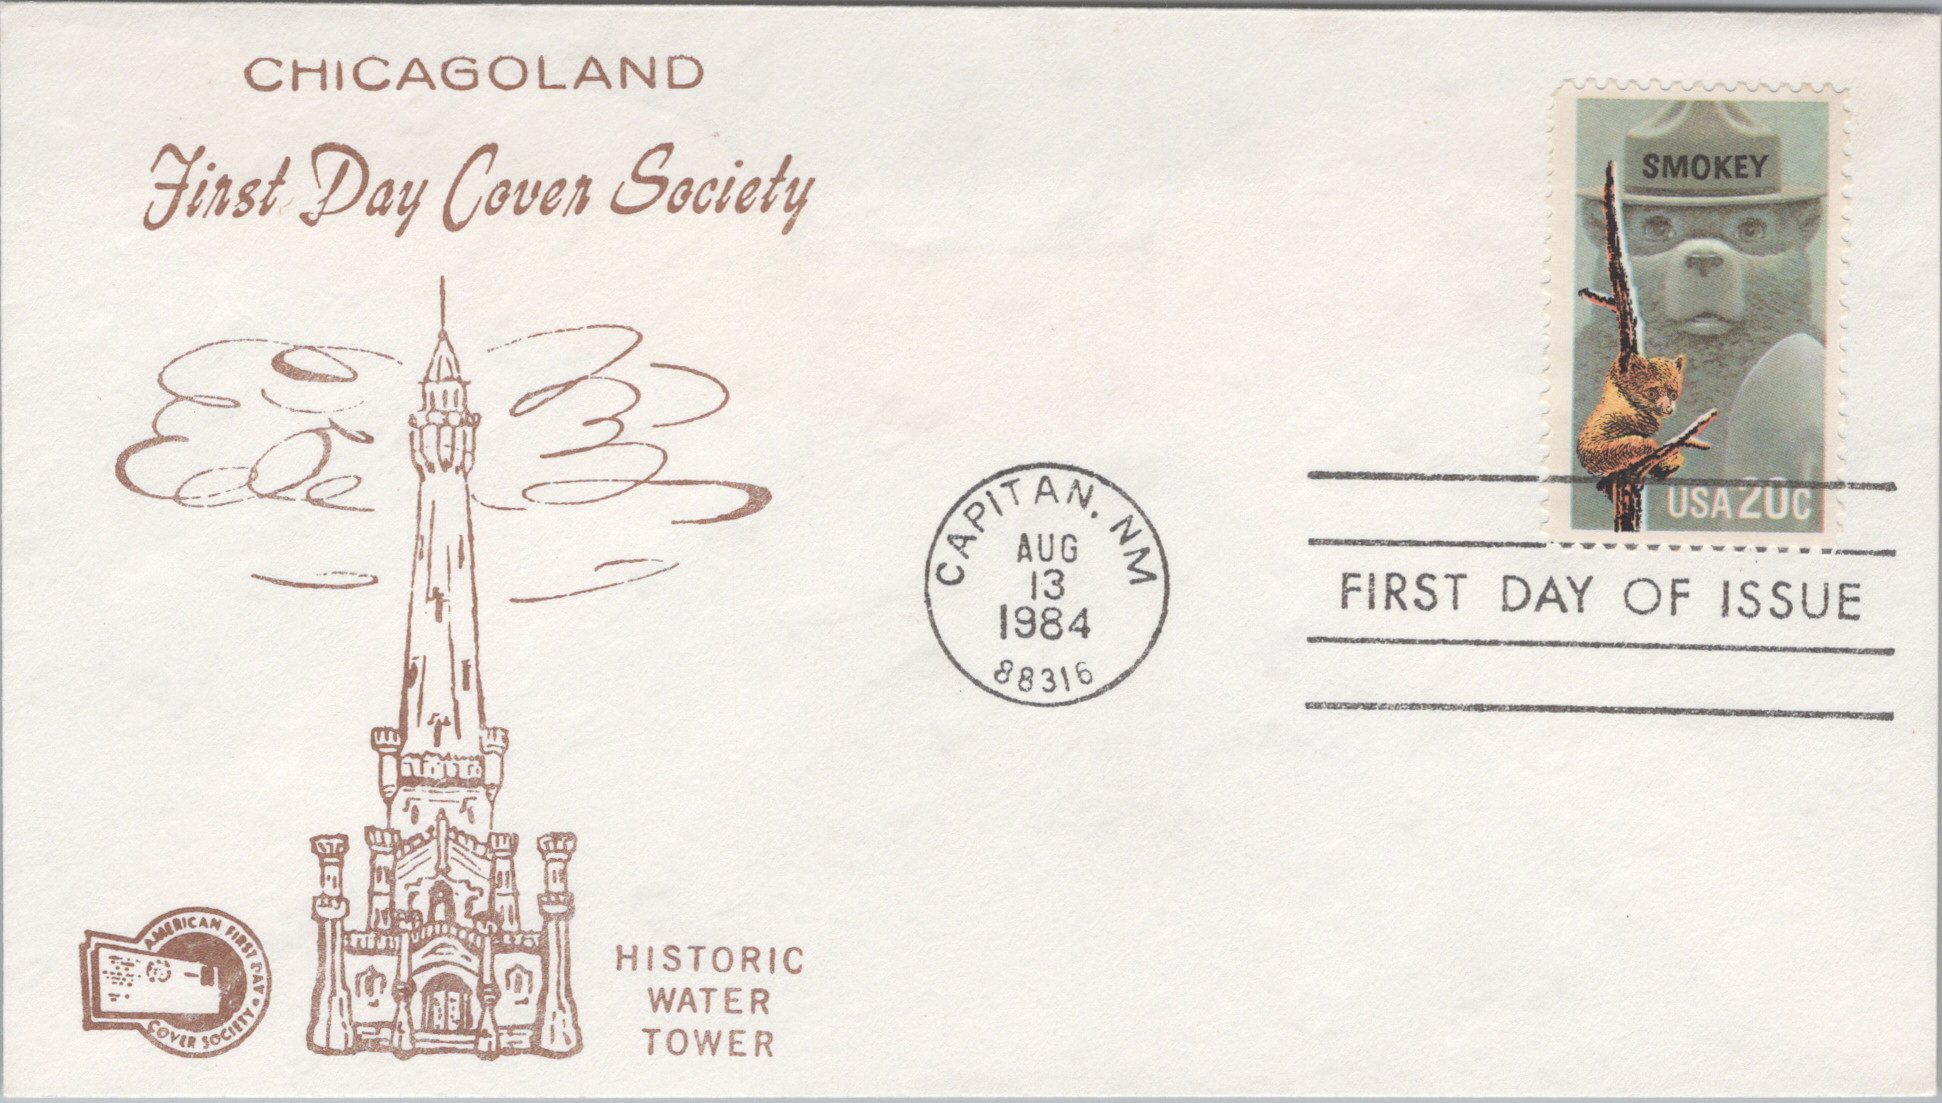 CHICAGOLAND
First Day Cover Society
SMOKEY
USA 20c
CAPITAN, NM
AUG
13
1984
88316
FIRST DAY OF ISSUE
AMERICAN FIRST DAY
COVER SOCIETY
HISTORIC
WATER
TOWER